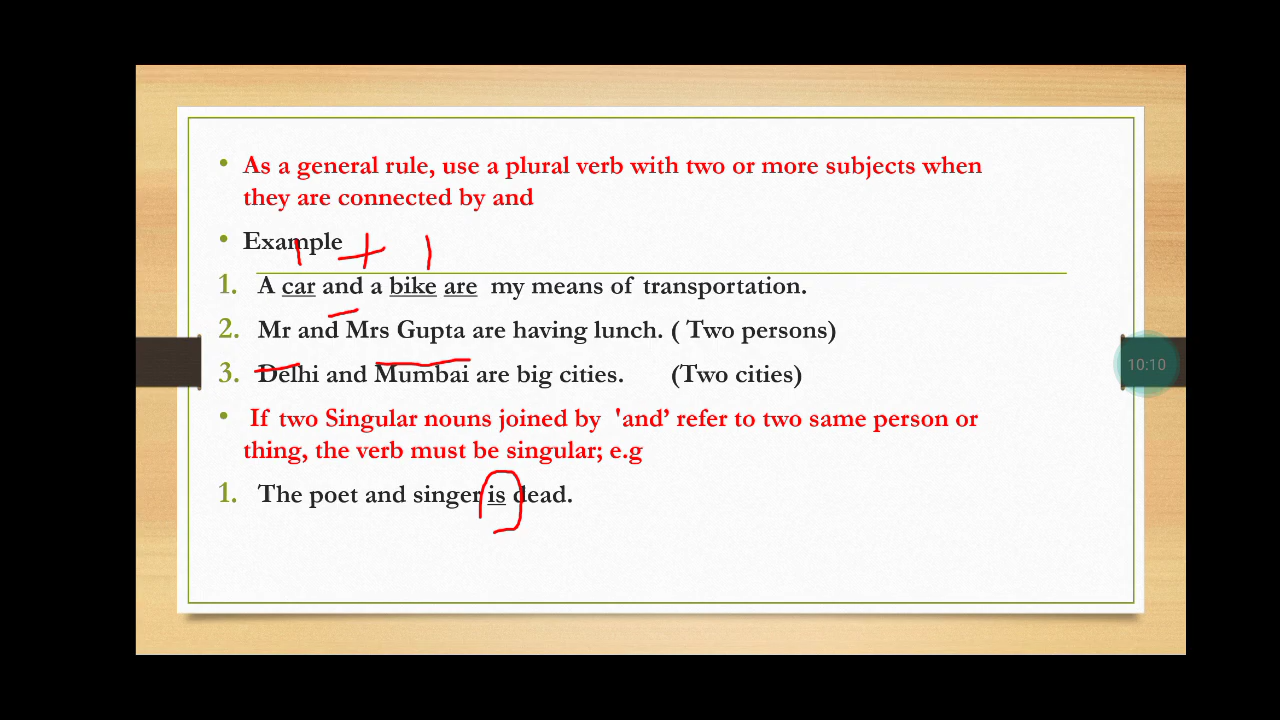 As a general rule, use a plural verb with two or more subjects when
they are connected by and
Example
1. A car and a bike are my means of transportation.
2. Mr and Mrs Gupta are having lunch. ( Two persons)
3. Delhi and Mumbai are big cities. (Two cities)
If two Singular nouns joined by 'and’ refer to two same person or
thing, the verb must be singular; e.g
1. The poet and singer is dead.
10:10